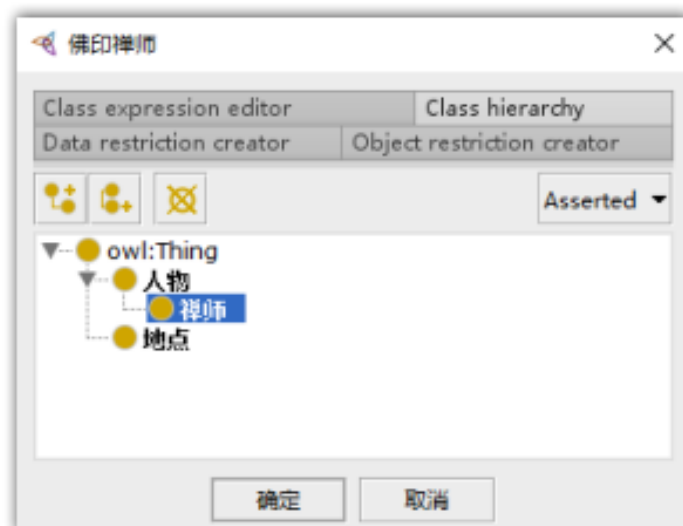 佛印禅师
Class expression editor Class hierarchy
Data restriction creator Object restriction creator
Asserted
owl:Thing
人物
禅师
地点
确定 取消